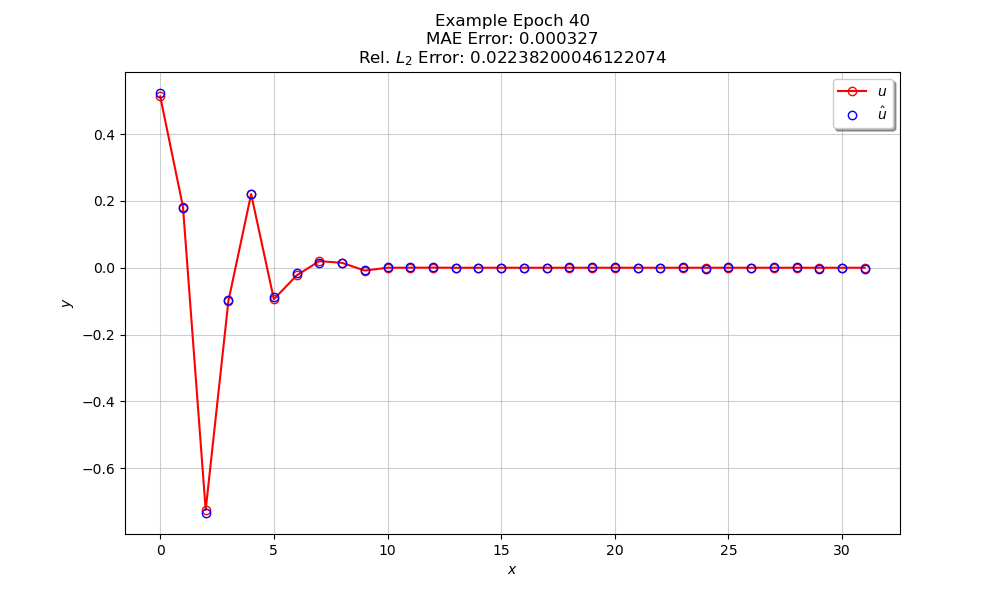 Example Epoch 40
MAE Error: 0.000327
Rel. L₂ Error: 0.02238200046122074
u
û
0.4
0.2
0.0
−0.2
−0.4
−0.6
y
0 5 10 15 20 25 30
x